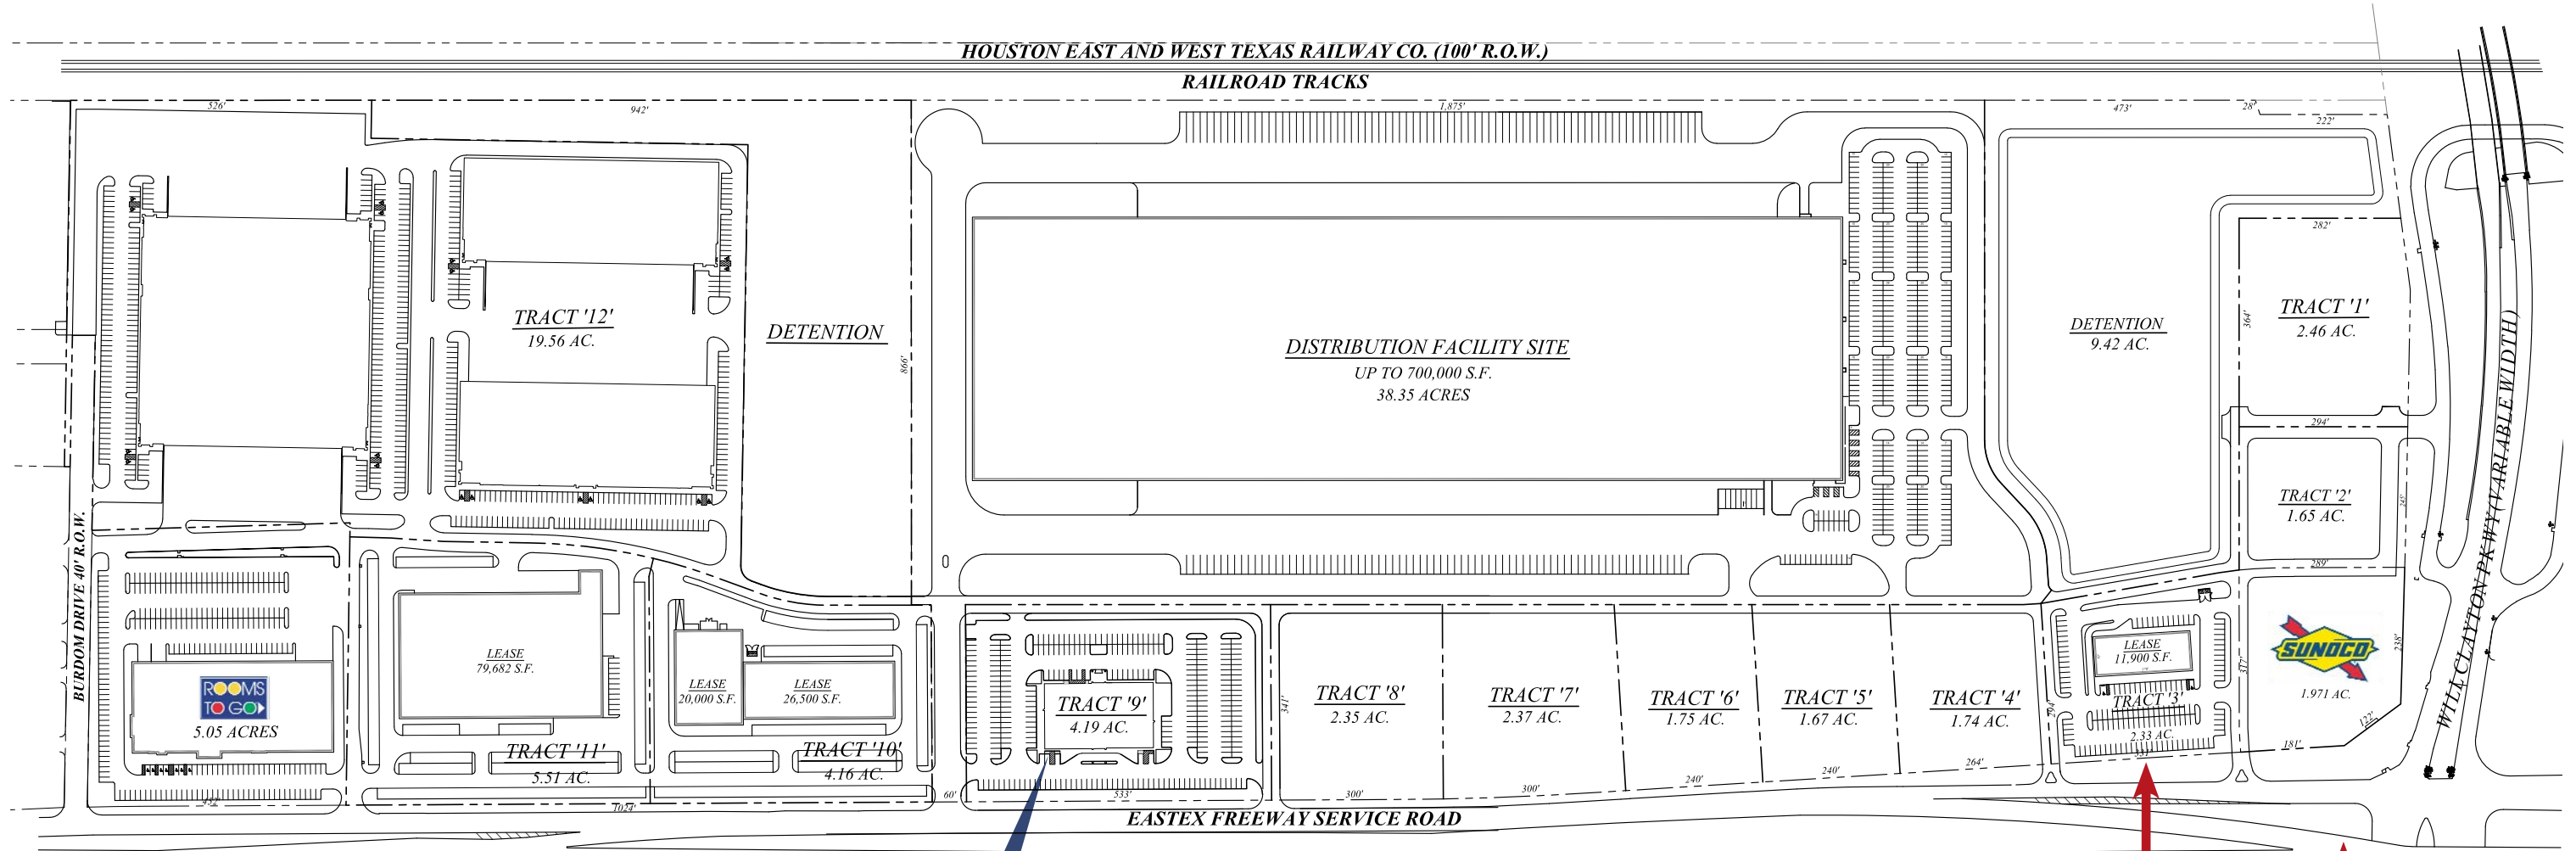 HOUSTON EAST AND WEST TEXAS RAILWAY CO. (100' R.O.W.)
RAILROAD TRACKS
526'
942'
1,875'
473'
28'
222'
282'
TRACT '12'
19.56 AC.
DETENTION
866'
DISTRIBUTION FACILITY SITE
UP TO 700,000 S.F.
38.35 ACRES
DETENTION
9.42 AC.
364'
TRACT '1'
2.46 AC.
294'
TRACT '2'
1.65 AC.
245'
289'
WILL CLAYTON PKWY (VARIABLE WIDTH)
BURDOM DRIVE 40' R.O.W.
ROOMS
TO GO
5.05 ACRES
LEASE
79,682 S.F.
TRACT '11'
5.51 AC.
LEASE
20,000 S.F.
LEASE
26,500 S.F.
TRACT '10'
4.16 AC.
TRACT '9'
4.19 AC.
341'
TRACT '8'
2.35 AC.
TRACT '7'
2.37 AC.
TRACT '6'
1.75 AC.
TRACT '5'
1.67 AC.
TRACT '4'
1.74 AC.
294'
LEASE
11,900 S.F.
TRACT '3'
2.33 AC.
317'
SUNOCO
1.971 AC.
238'
122'
181'
1024'
60'
533'
300'
300'
240'
240'
264'
EASTEX FREEWAY SERVICE ROAD